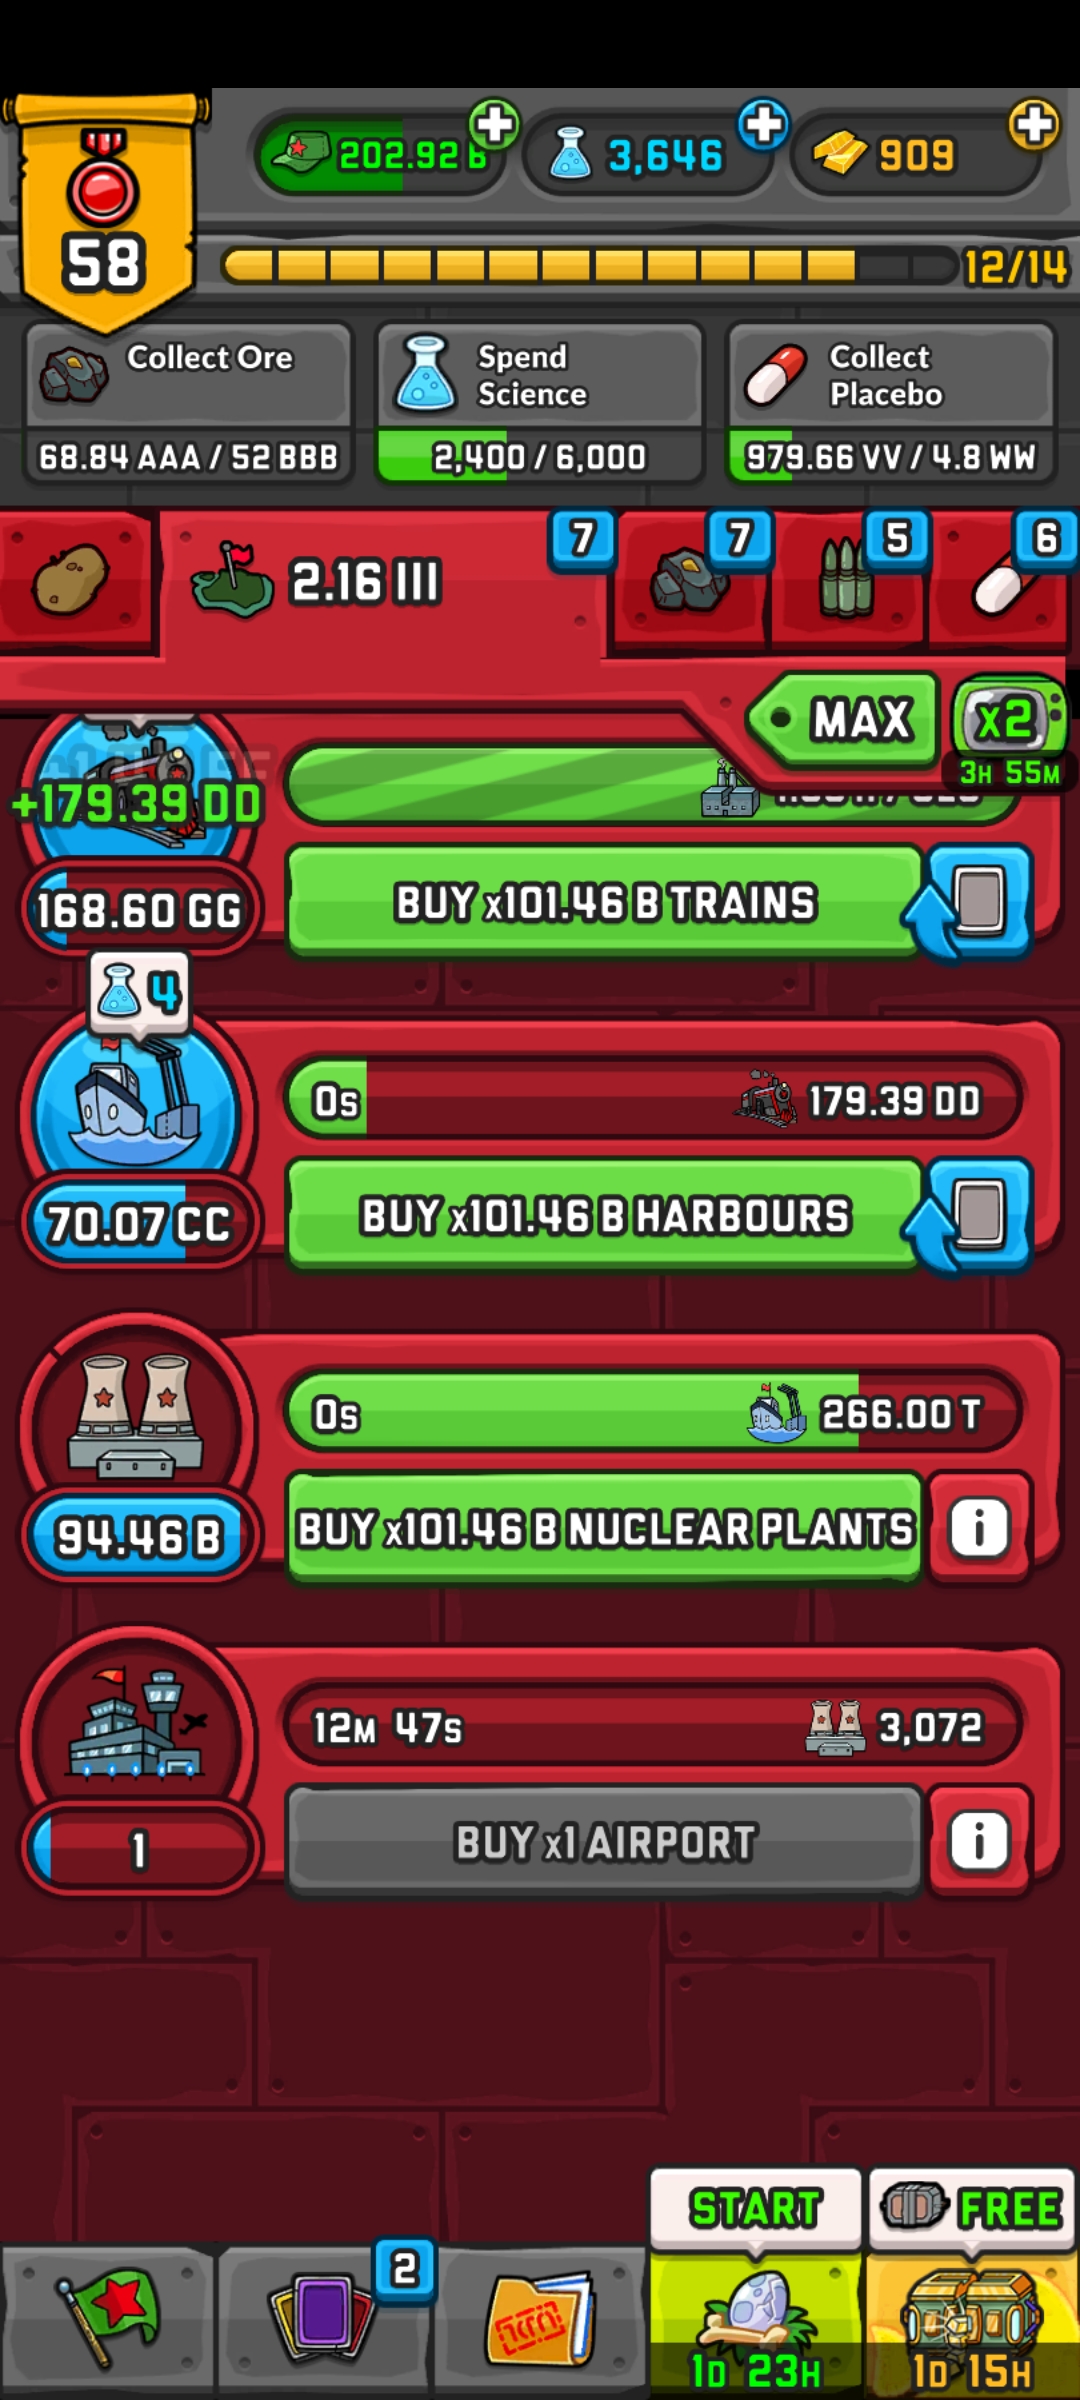 202.92 B
3,646
909
58
12/14
Collect Ore
68.84 AAA / 52 BBB
Spend
Science
2,400 / 6,000
Collect
Placebo
979.66 VV / 4.8 WW
2.16 III
7
7
5
6
MAX
x2
3H 55M
+179.39 DD
168.60 GG
BUY x101.46 B TRAINS
4
0s
179.39 DD
70.07 CC
BUY x101.46 B HARBOURS
0s
266.00 T
94.46 B
BUY x101.46 B NUCLEAR PLANTS
i
12M 47s
3,072
1
BUY x1 AIRPORT
i
START
FREE
2
1D 23H
1D 15H